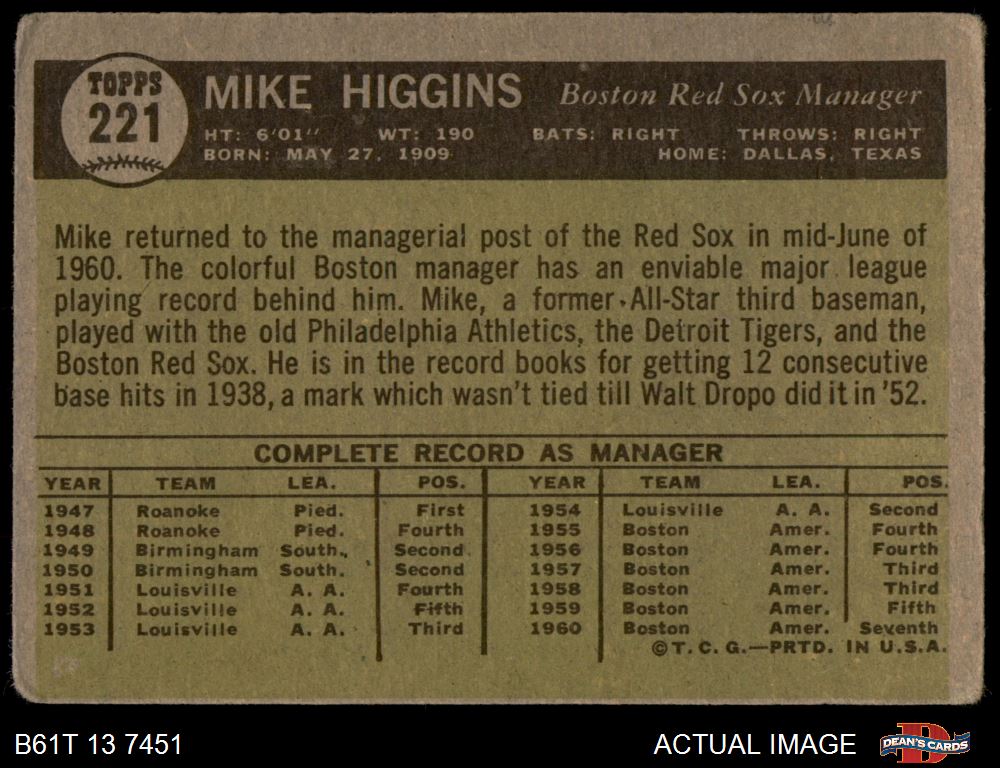 TOPPS
221
MIKE HIGGINS Boston Red Sox Manager
HT: 6'01" WT: 190 BATS: RIGHT THROWS: RIGHT
BORN: MAY 27, 1909 HOME: DALLAS, TEXAS
Mike returned to the managerial post of the Red Sox in mid-June of
1960. The colorful Boston manager has an enviable major league
playing record behind him. Mike, a former All-Star third baseman,
played with the old Philadelphia Athletics, the Detroit Tigers, and the
Boston Red Sox. He is in the record books for getting 12 consecutive
base hits in 1938, a mark which wasn't tied till Walt Dropo did it in '52.
COMPLETE RECORD AS MANAGER
YEAR TEAM LEA. POS. YEAR TEAM LEA. POS.
1947 Roanoke Pied. First 1954 Louisville A. A. Second
1948 Roanoke Pied. Fourth 1955 Boston Amer. Fourth
1949 Birmingham South. Second 1956 Boston Amer. Fourth
1950 Birmingham South. Second 1957 Boston Amer. Third
1951 Louisville A. A. Fourth 1958 Boston Amer. Third
1952 Louisville A. A. Fifth 1959 Boston Amer. Fifth
1953 Louisville A. A. Third 1960 Boston Amer. Seventh
©T. C. G.—PRTD. IN U.S.A.
B61T 13 7451 ACTUAL IMAGE DEAN'S CARDS